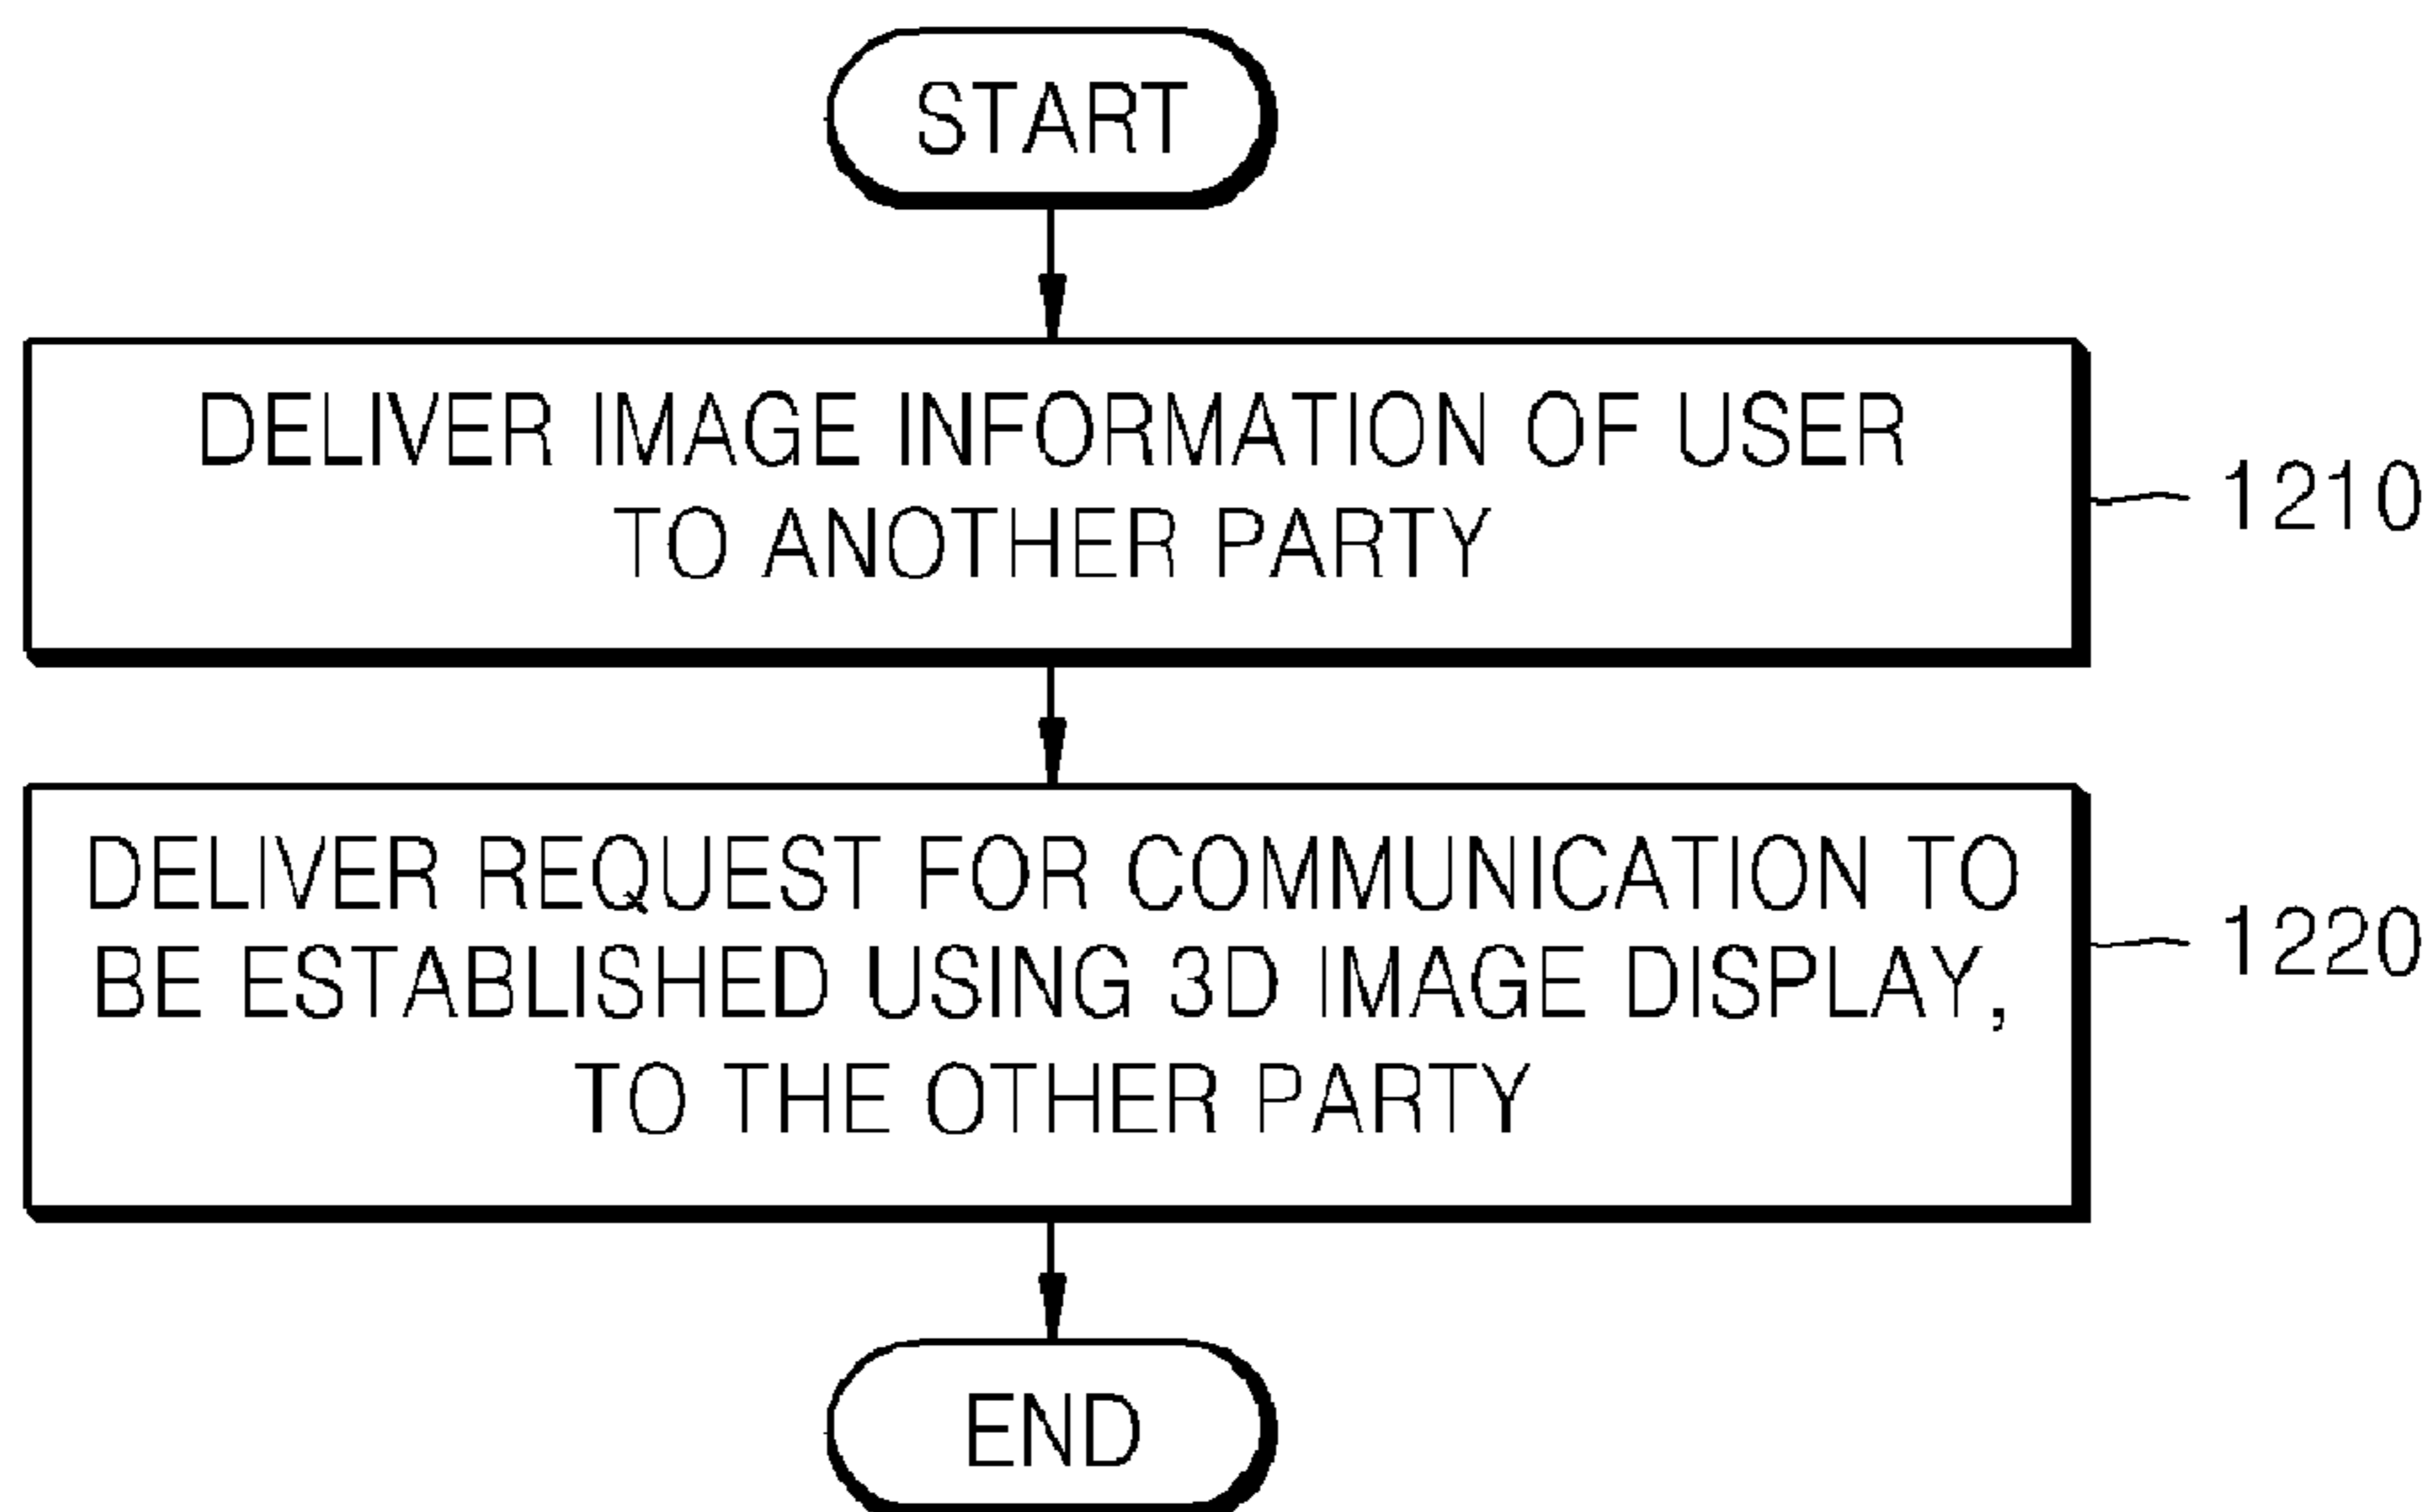 START
DELIVER IMAGE INFORMATION OF USER
TO ANOTHER PARTY
1210
DELIVER REQUEST FOR COMMUNICATION TO
BE ESTABLISHED USING 3D IMAGE DISPLAY,
TO THE OTHER PARTY
1220
END